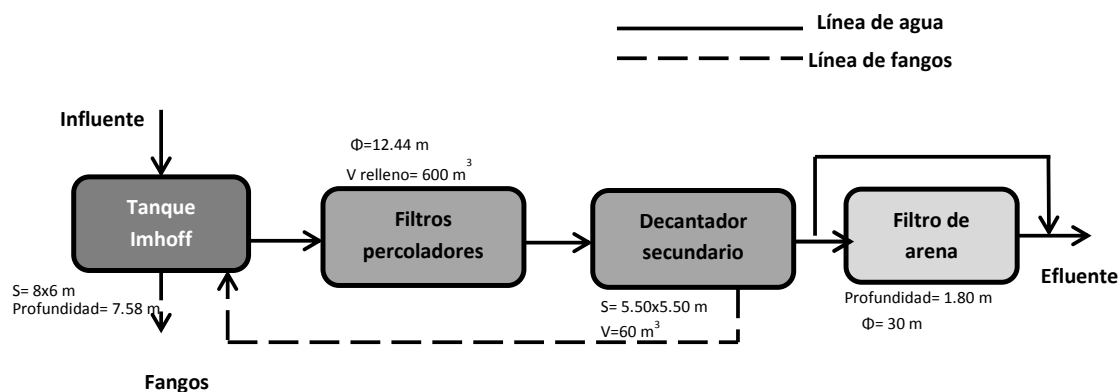 Línea de agua
Línea de fangos
Influente
Φ=12.44 m
V relleno= 600 m³
Tanque
Imhoff
Filtros
percoladores
Decantador
secundario
Filtro de
arena
Efluente
S= 8x6 m
Profundidad= 7.58 m
S= 5.50x5.50 m
V=60 m³
Profundidad= 1.80 m
Φ= 30 m
Fangos